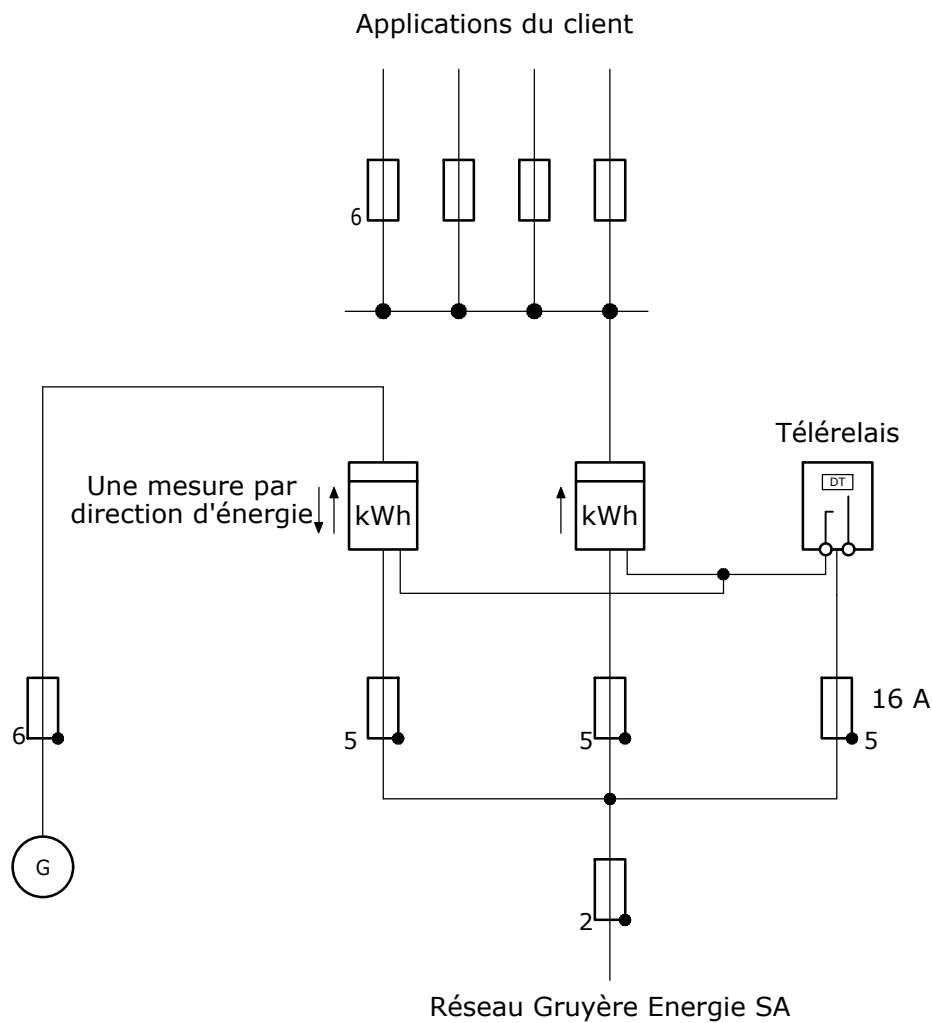 Applications du client
6
Télérelais
DT
Une mesure par
direction d'énergie
kWh
kWh
16 A
6
5
5
5
G
2
Réseau Gruyère Energie SA